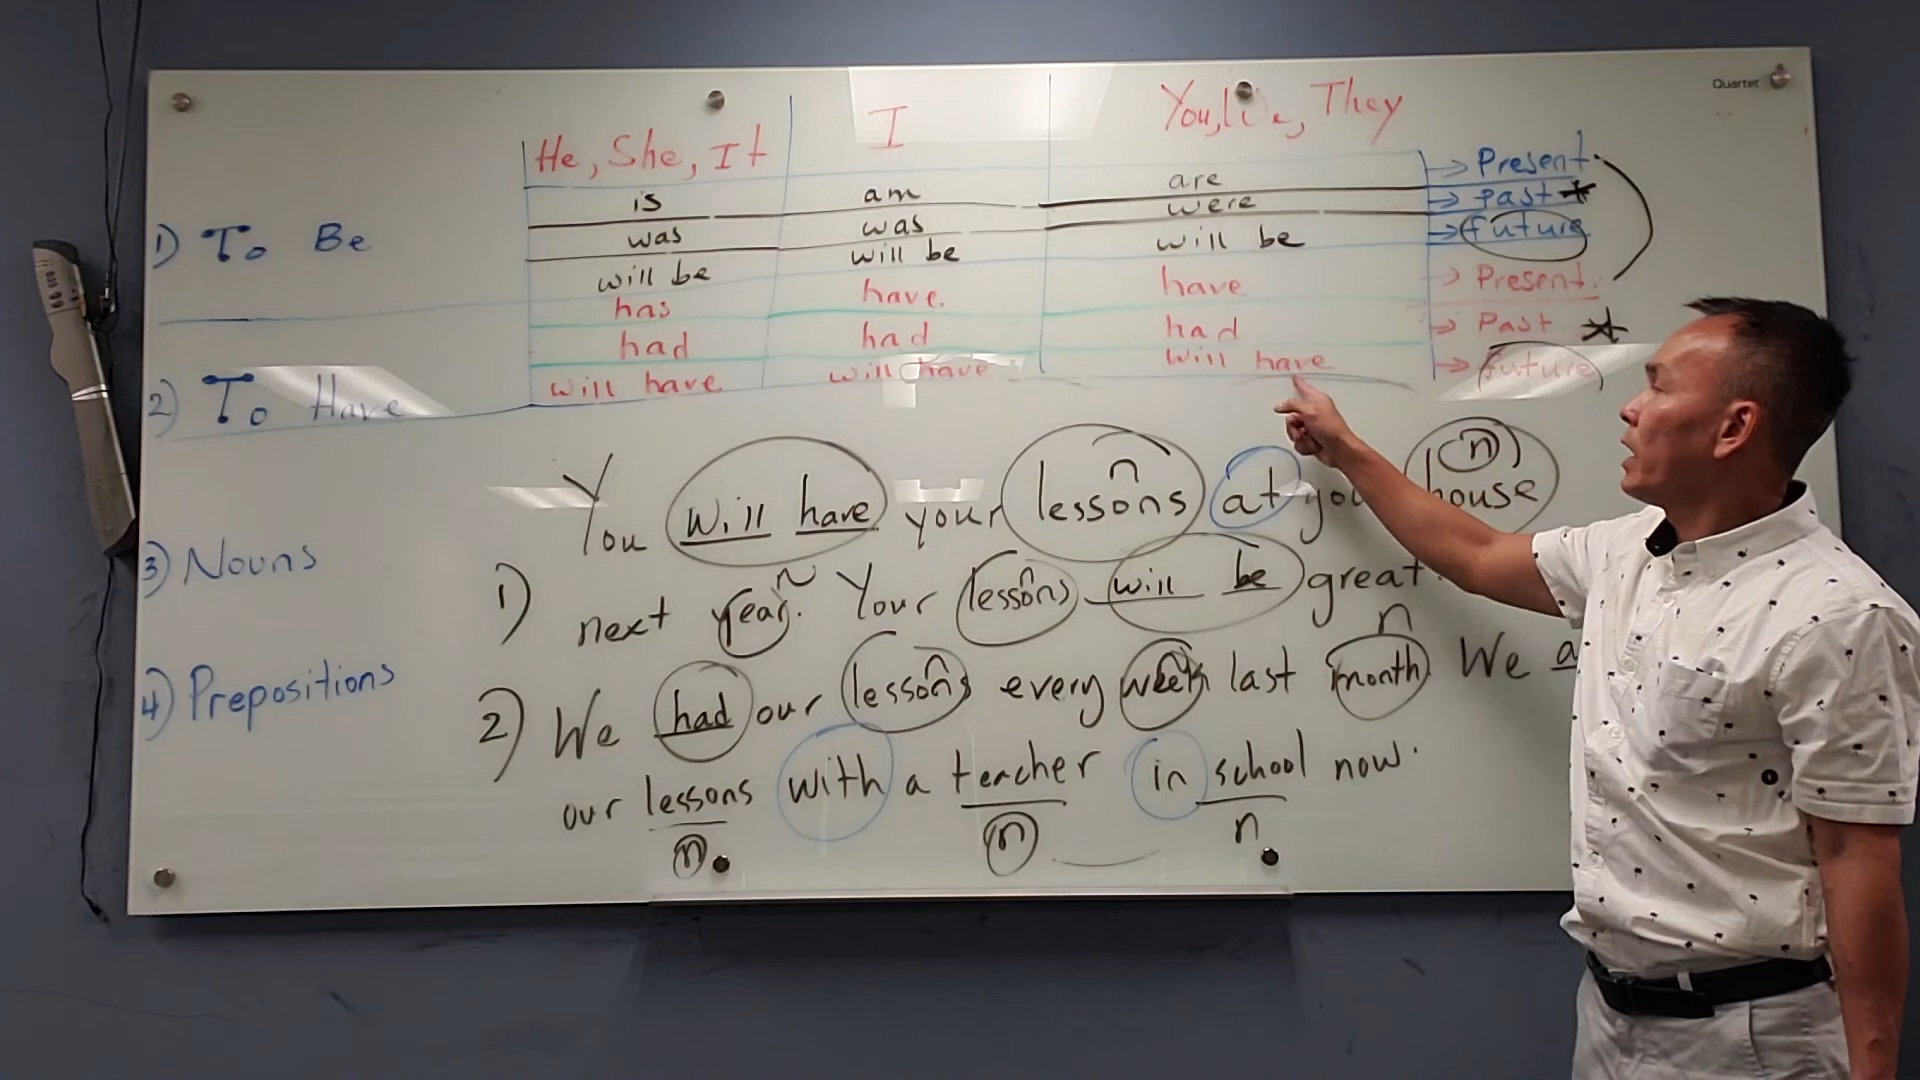 Quartet
He, She, It I You, We, They
is am are → Present
was was were → Past *
1) To Be will be will be will be → future
has have have → Present
had had had → Past *
2) To Have will have will have will have → future
You will have your lessons at your house
n n
3) Nouns
1) next year. Your lessons will be great
n n
4) Prepositions
2) We had our lessons every week last month We a
n n n
our lessons with a teacher in school now.
n n n